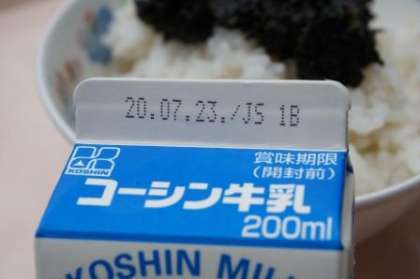 20.07.23./JS 1B
KOSHIN
賞味期限
(開封前)
コーシン牛乳
200ml
KOSHIN MIL